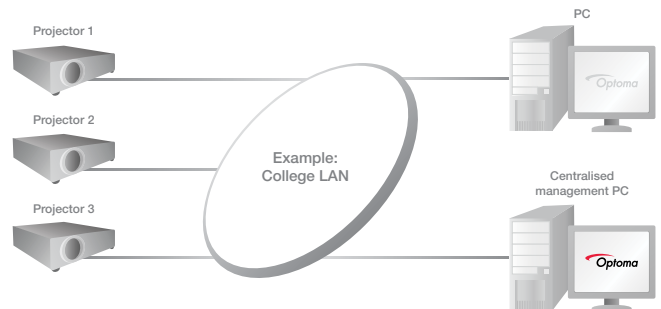 Projector 1
PC
Optoma
Projector 2
Example:
College LAN
Projector 3
Centralised
management PC
Optoma